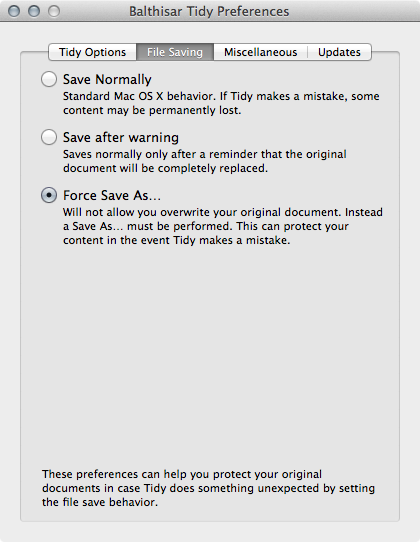 Balthisar Tidy Preferences
Tidy Options File Saving Miscellaneous Updates
Save Normally
Standard Mac OS X behavior. If Tidy makes a mistake, some
content may be permanently lost.
Save after warning
Saves normally only after a reminder that the original
document will be completely replaced.
Force Save As...
Will not allow you overwrite your original document. Instead
a Save As... must be performed. This can protect your
content in the event Tidy makes a mistake.
These preferences can help you protect your original
documents in case Tidy does something unexpected by setting
the file save behavior.